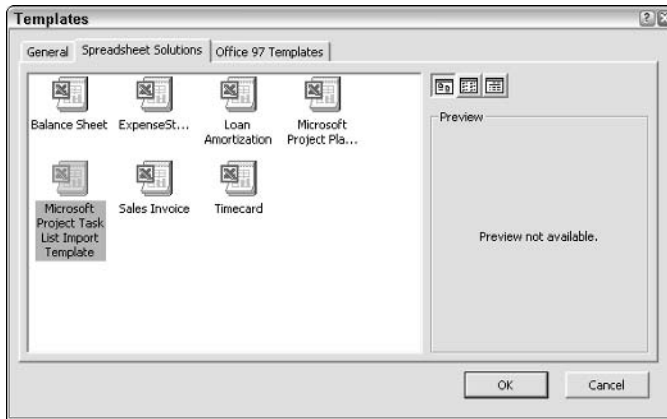 Templates
General
Spreadsheet Solutions
Office 97 Templates
Balance Sheet
ExpenseSt...
Loan
Amortization
Microsoft
Project Pla...
Microsoft
Project Task
List Import
Template
Sales Invoice
Timecard
Preview
Preview not available.
OK
Cancel